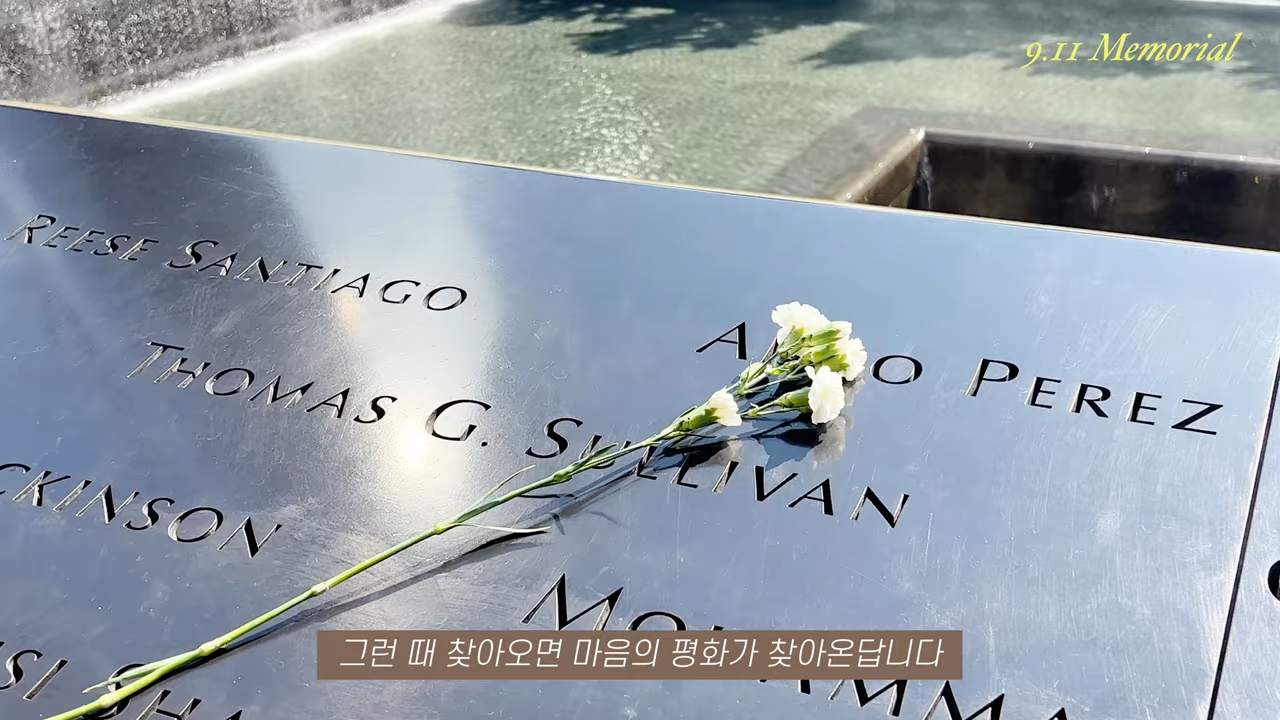 9.11 Memorial
REESE SANTIAGO
THOMAS G. SULLIVAN
PEREZ
그런 때 찾아오면 마음의 평화가 찾아온답니다